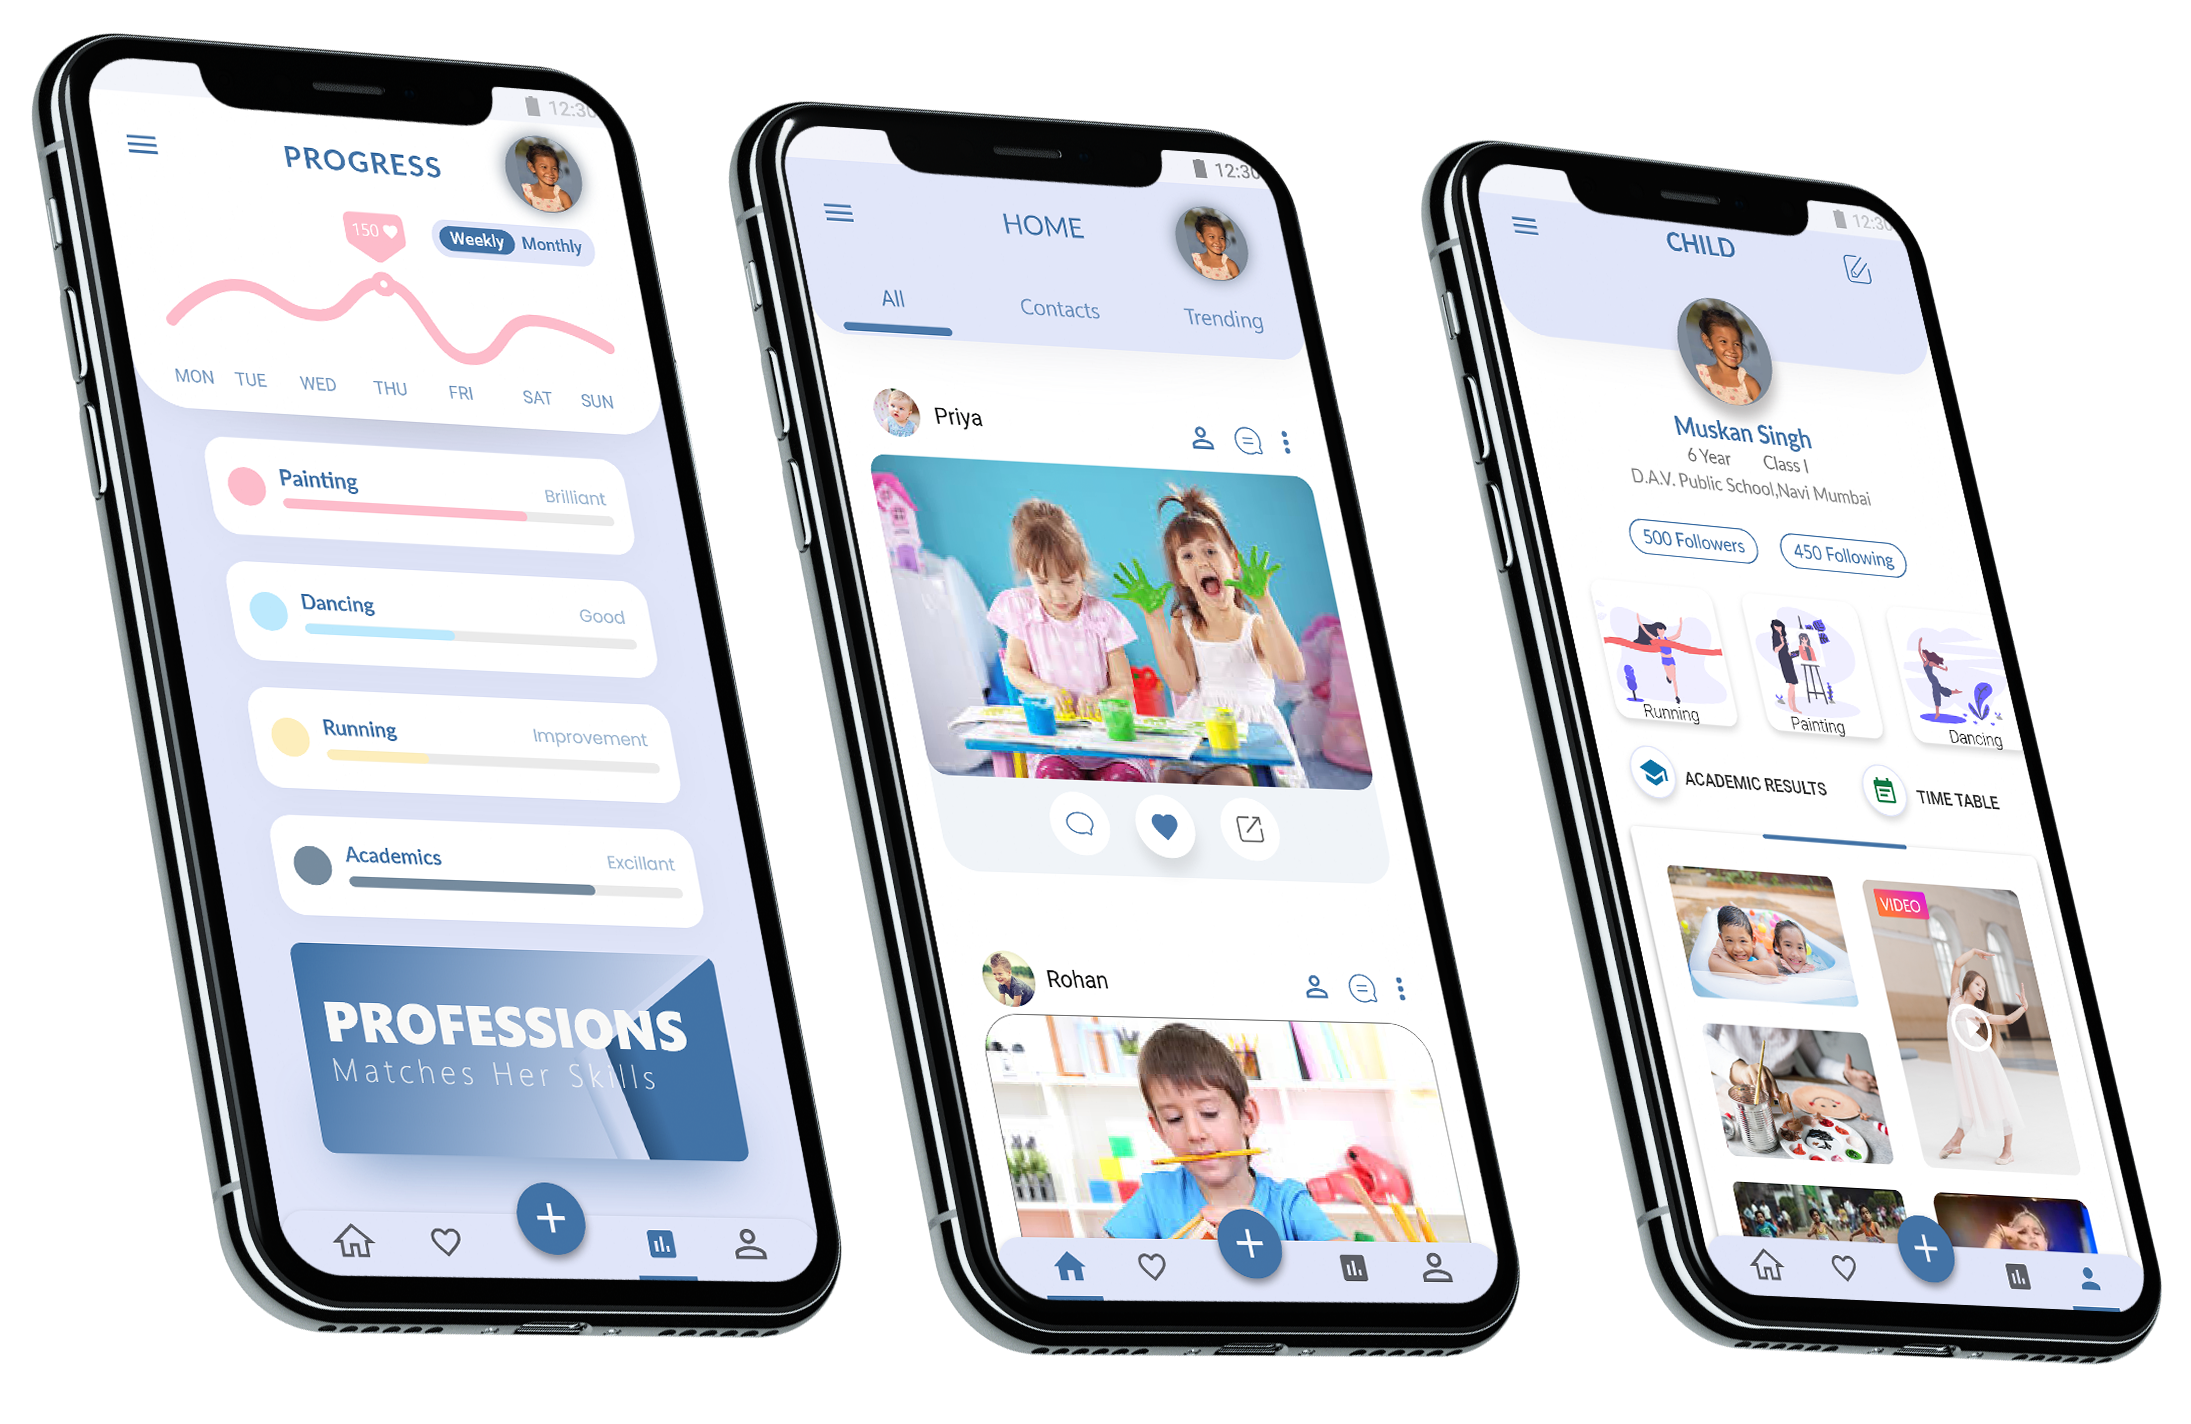 12:30
PROGRESS
150
Weekly Monthly
MON TUE WED THU FRI SAT SUN
Painting
Brilliant
Dancing
Good
Running
Improvement
Academics
Excillant
PROFESSIONS
Matches Her Skills
12:30
HOME
All Contacts Trending
Priya
Rohan
12:30
CHILD
Muskan Singh
6 Year Class I
D.A.V. Public School,Navi Mumbai
500 Followers 450 Following
Running Painting Dancing
ACADEMIC RESULTS TIME TABLE
VIDEO